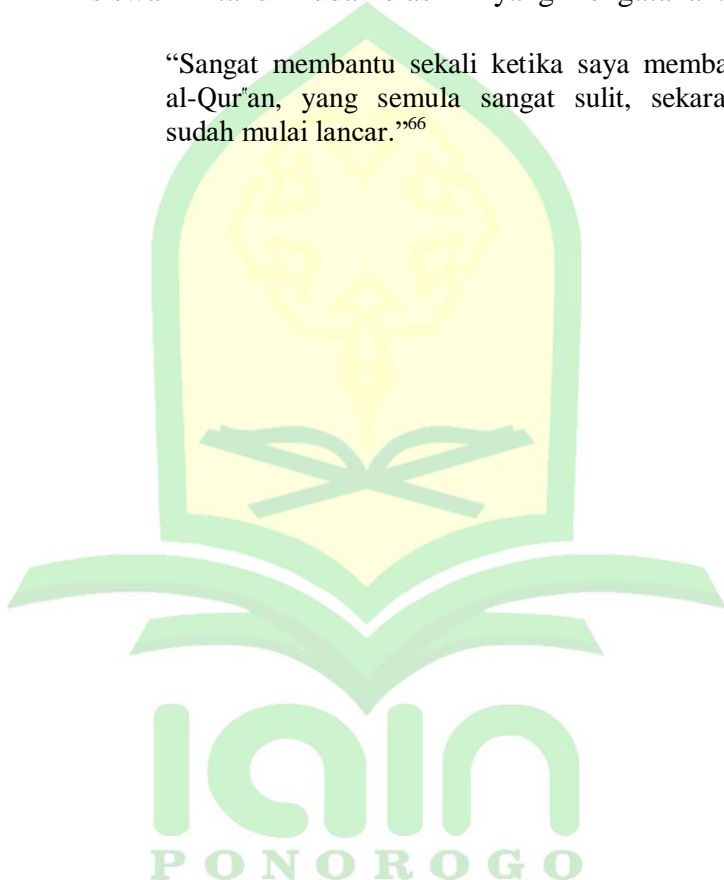 “Sangat membantu sekali ketika saya memba
al-Qur"an, yang semula sangat sulit, sekara
sudah mulai lancar.”66
iain
PONOROGO